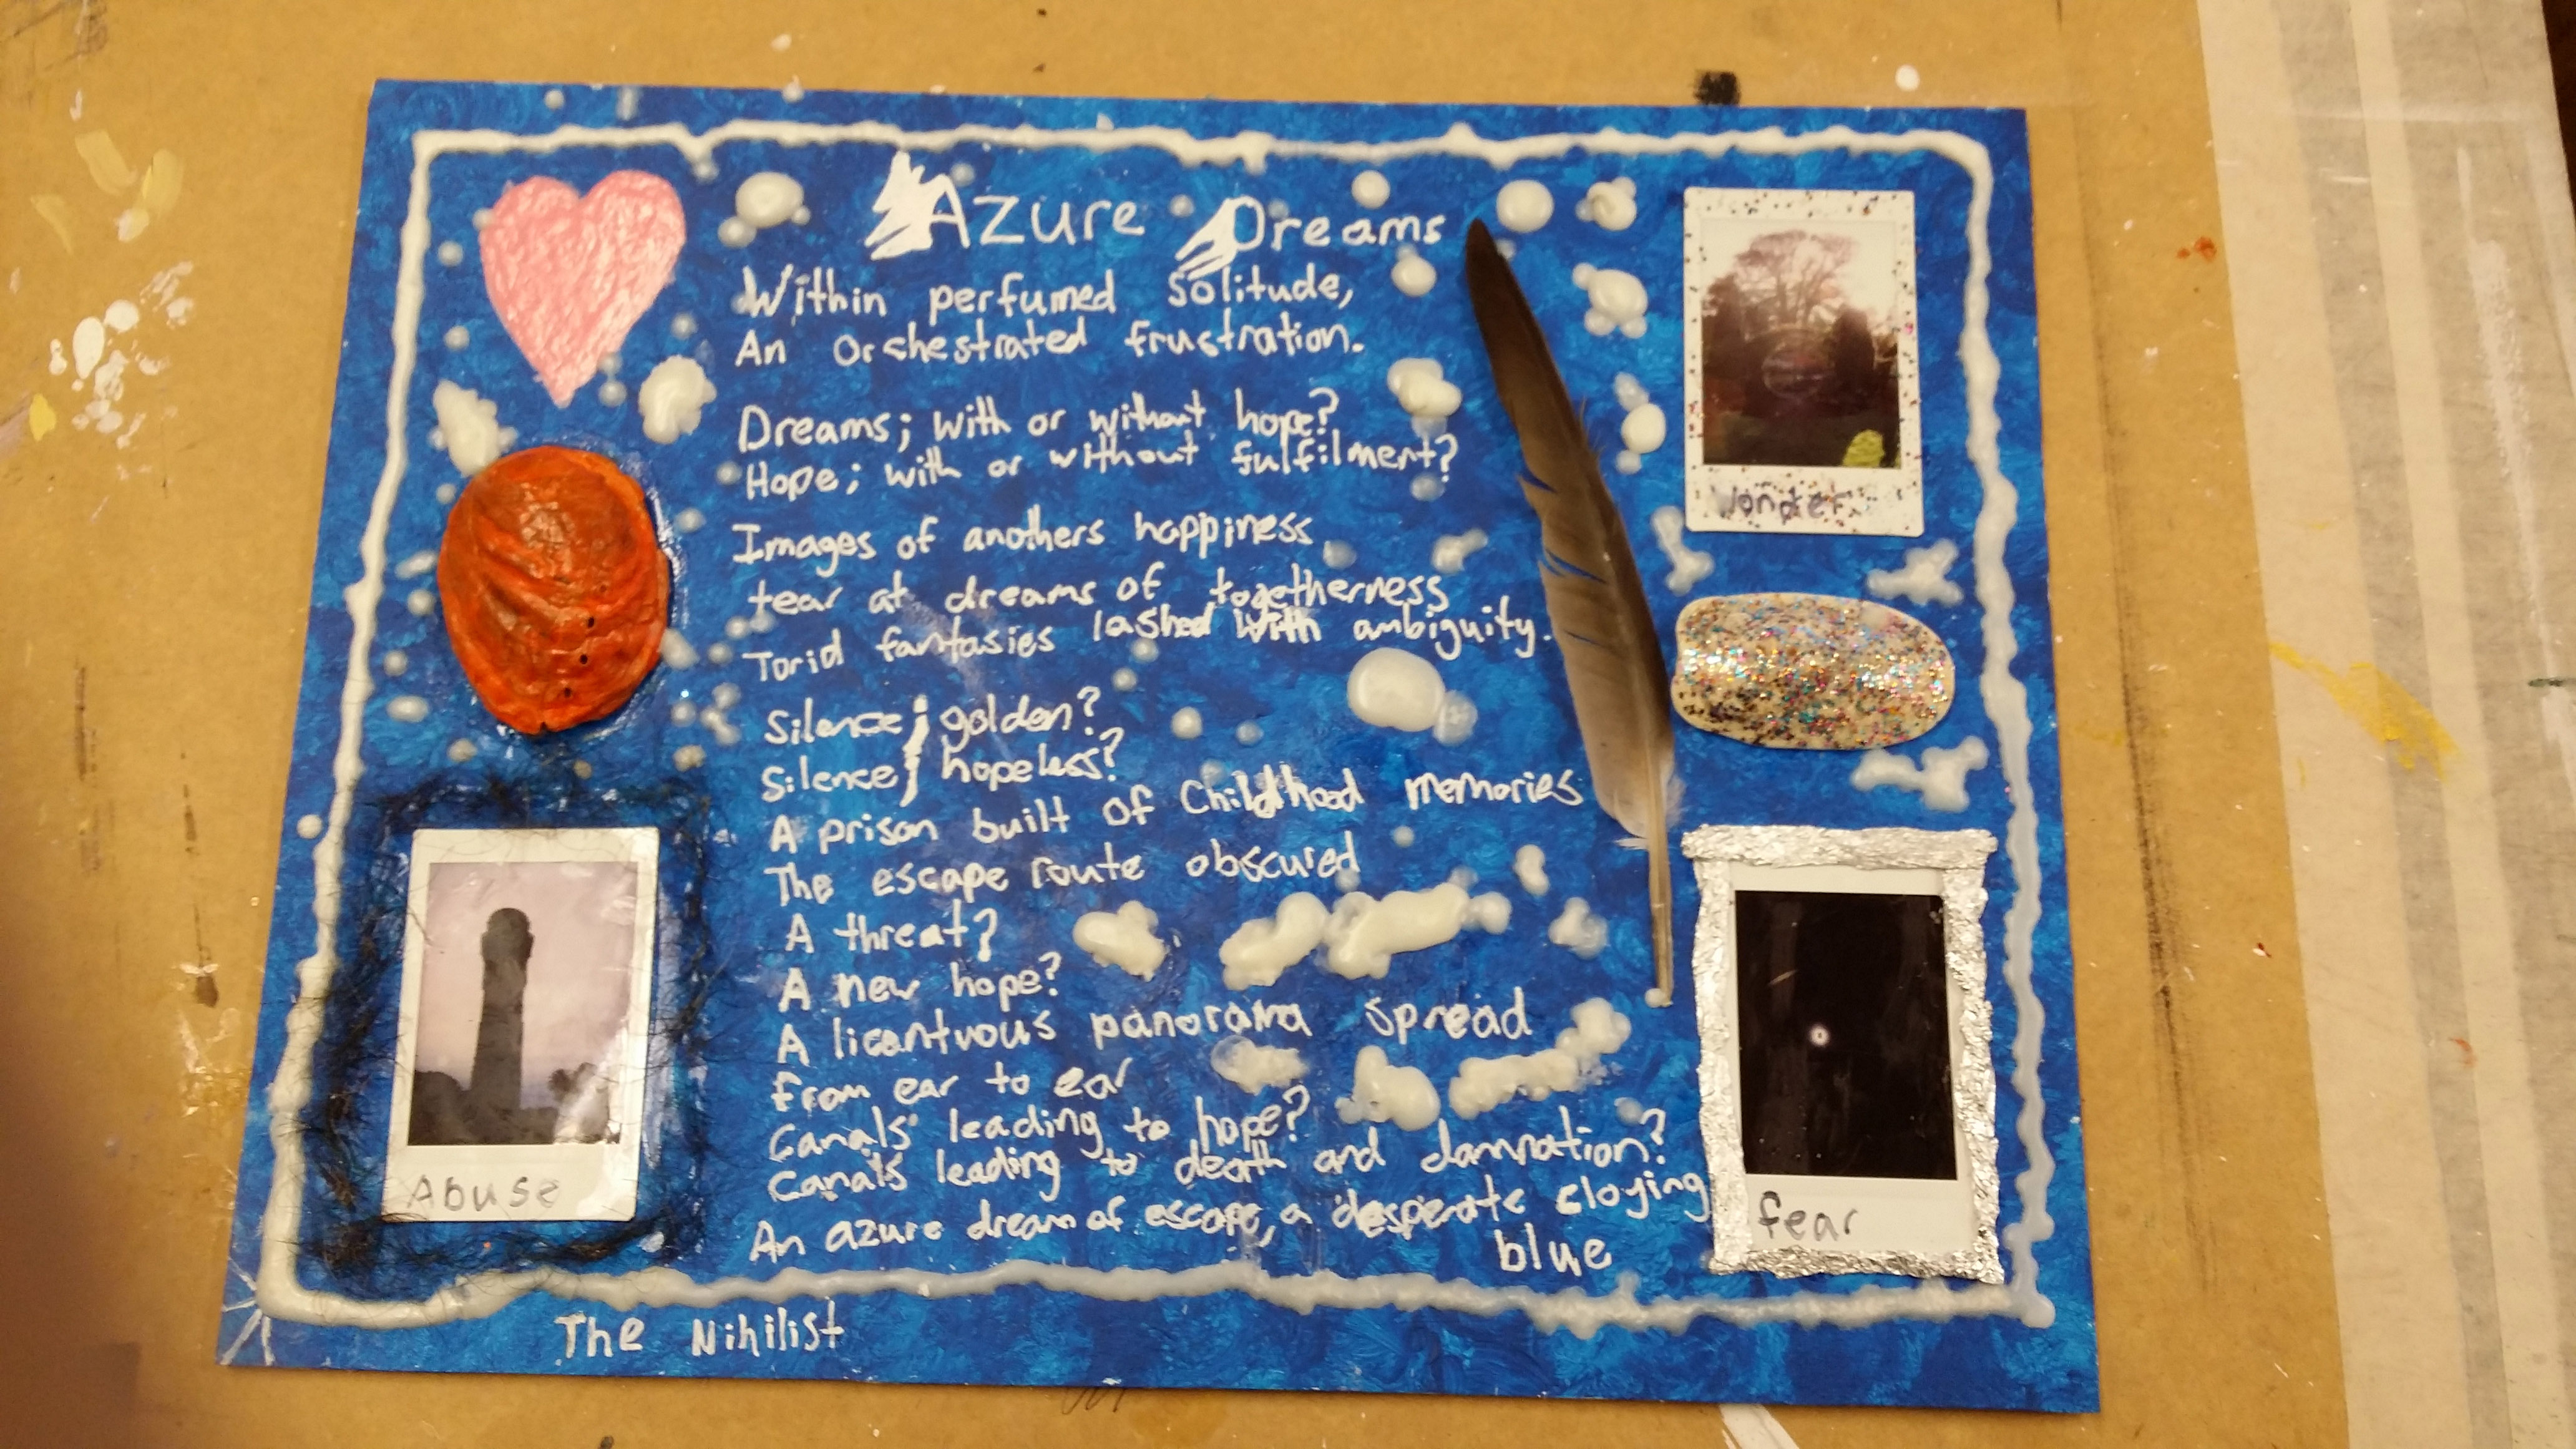 Azure Dreams
Within perfumed solitude,
An orchestrated frustration.
Dreams; with or without hope?
Hope; with or without fulfilment?
Images of anothers happiness
tear at dreams of togetherness
Torid fantasies lashed with ambiguity.
Silence; golden?
Silence; hopeless?
A prison built of Childhood memories
The escape route obscured
A threat?
A new hope?
A licentuous panorama spread
from ear to ear
Canals leading to hope?
Canals leading to death and damnation?
An azure dream of escape, a desperate cloying
blue
The Nihilist
Abuse
Wonder
fear